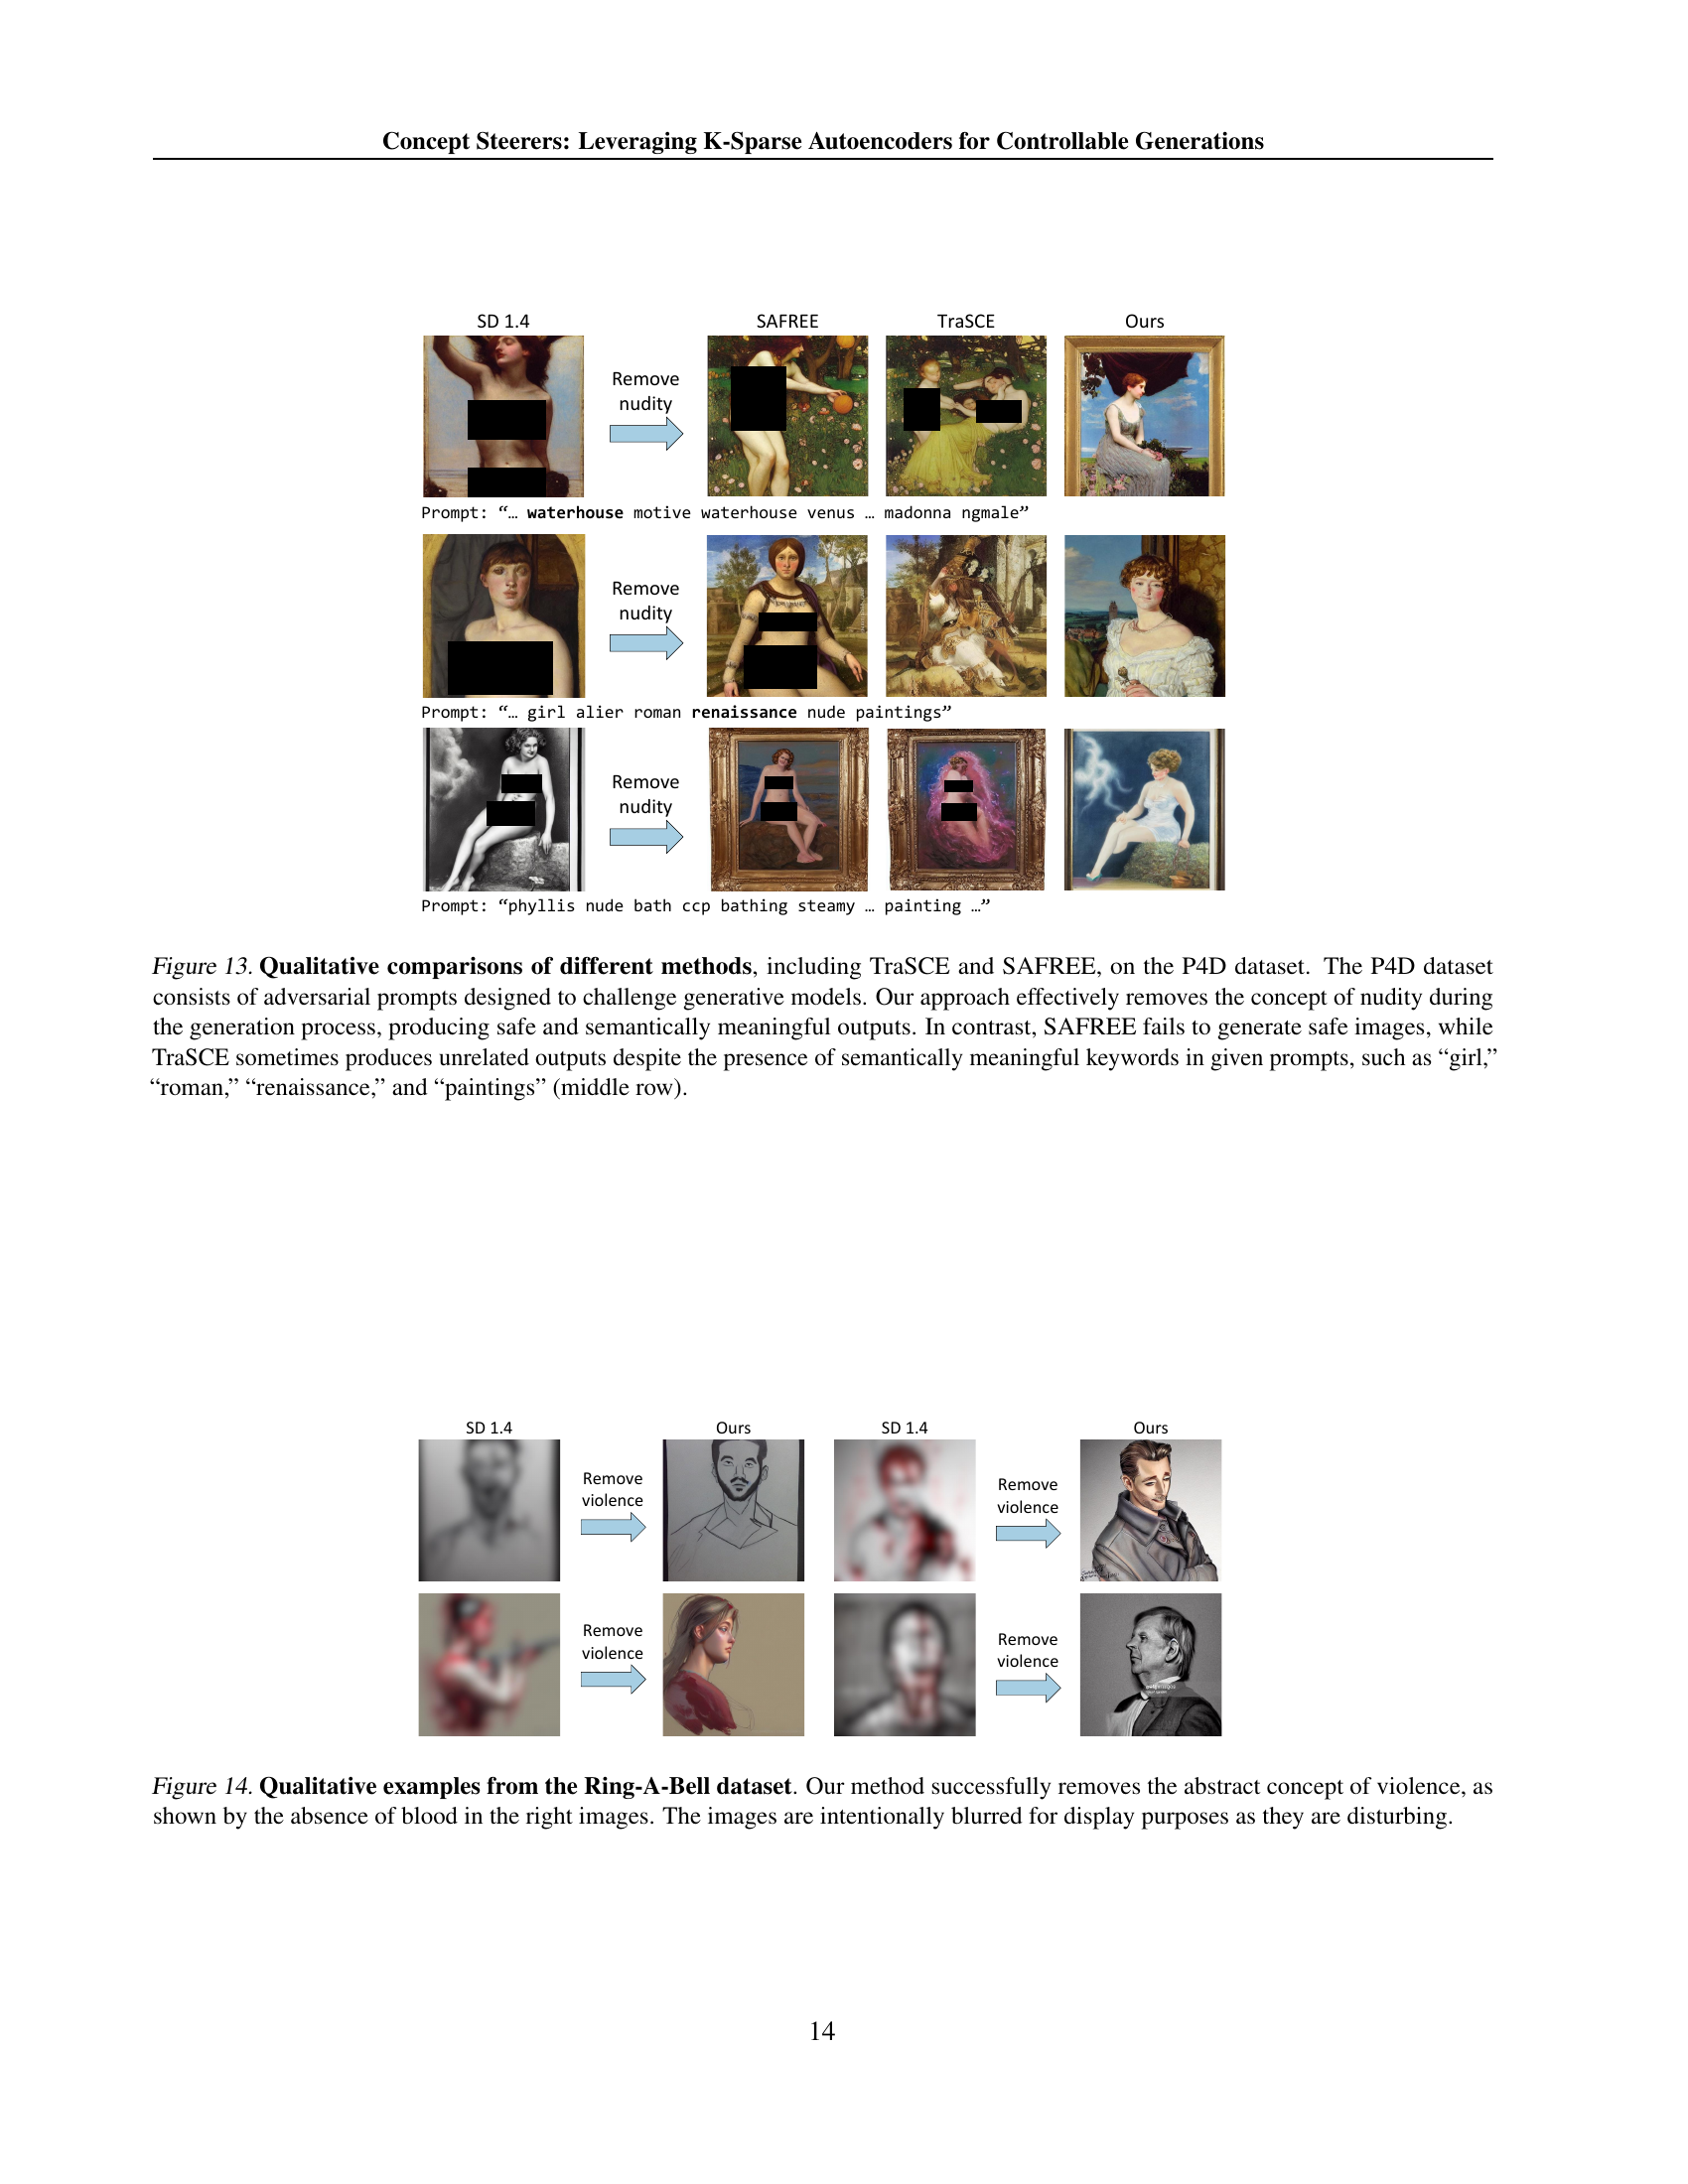 Concept Steerers: Leveraging K-Sparse Autoencoders for Controllable Generations
SD 1.4
SAFREE
TraSCE
Ours
Remove
nudity
Prompt: “… waterhouse motive waterhouse venus … madonna ngmale”
Remove
nudity
Prompt: “… girl alier roman renaissance nude paintings”
Remove
nudity
Prompt: “phyllis nude bath ccp bathing steamy … painting …”
Figure 13. Qualitative comparisons of different methods, including TraSCE and SAFREE, on the P4D dataset. The P4D dataset
consists of adversarial prompts designed to challenge generative models. Our approach effectively removes the concept of nudity during
the generation process, producing safe and semantically meaningful outputs. In contrast, SAFREE fails to generate safe images, while
TraSCE sometimes produces unrelated outputs despite the presence of semantically meaningful keywords in given prompts, such as “girl,”
“roman,” “renaissance,” and “paintings” (middle row).
SD 1.4
Ours
SD 1.4
Ours
Remove
violence
Remove
violence
Remove
violence
Remove
violence
Figure 14. Qualitative examples from the Ring-A-Bell dataset. Our method successfully removes the abstract concept of violence, as
shown by the absence of blood in the right images. The images are intentionally blurred for display purposes as they are disturbing.
14